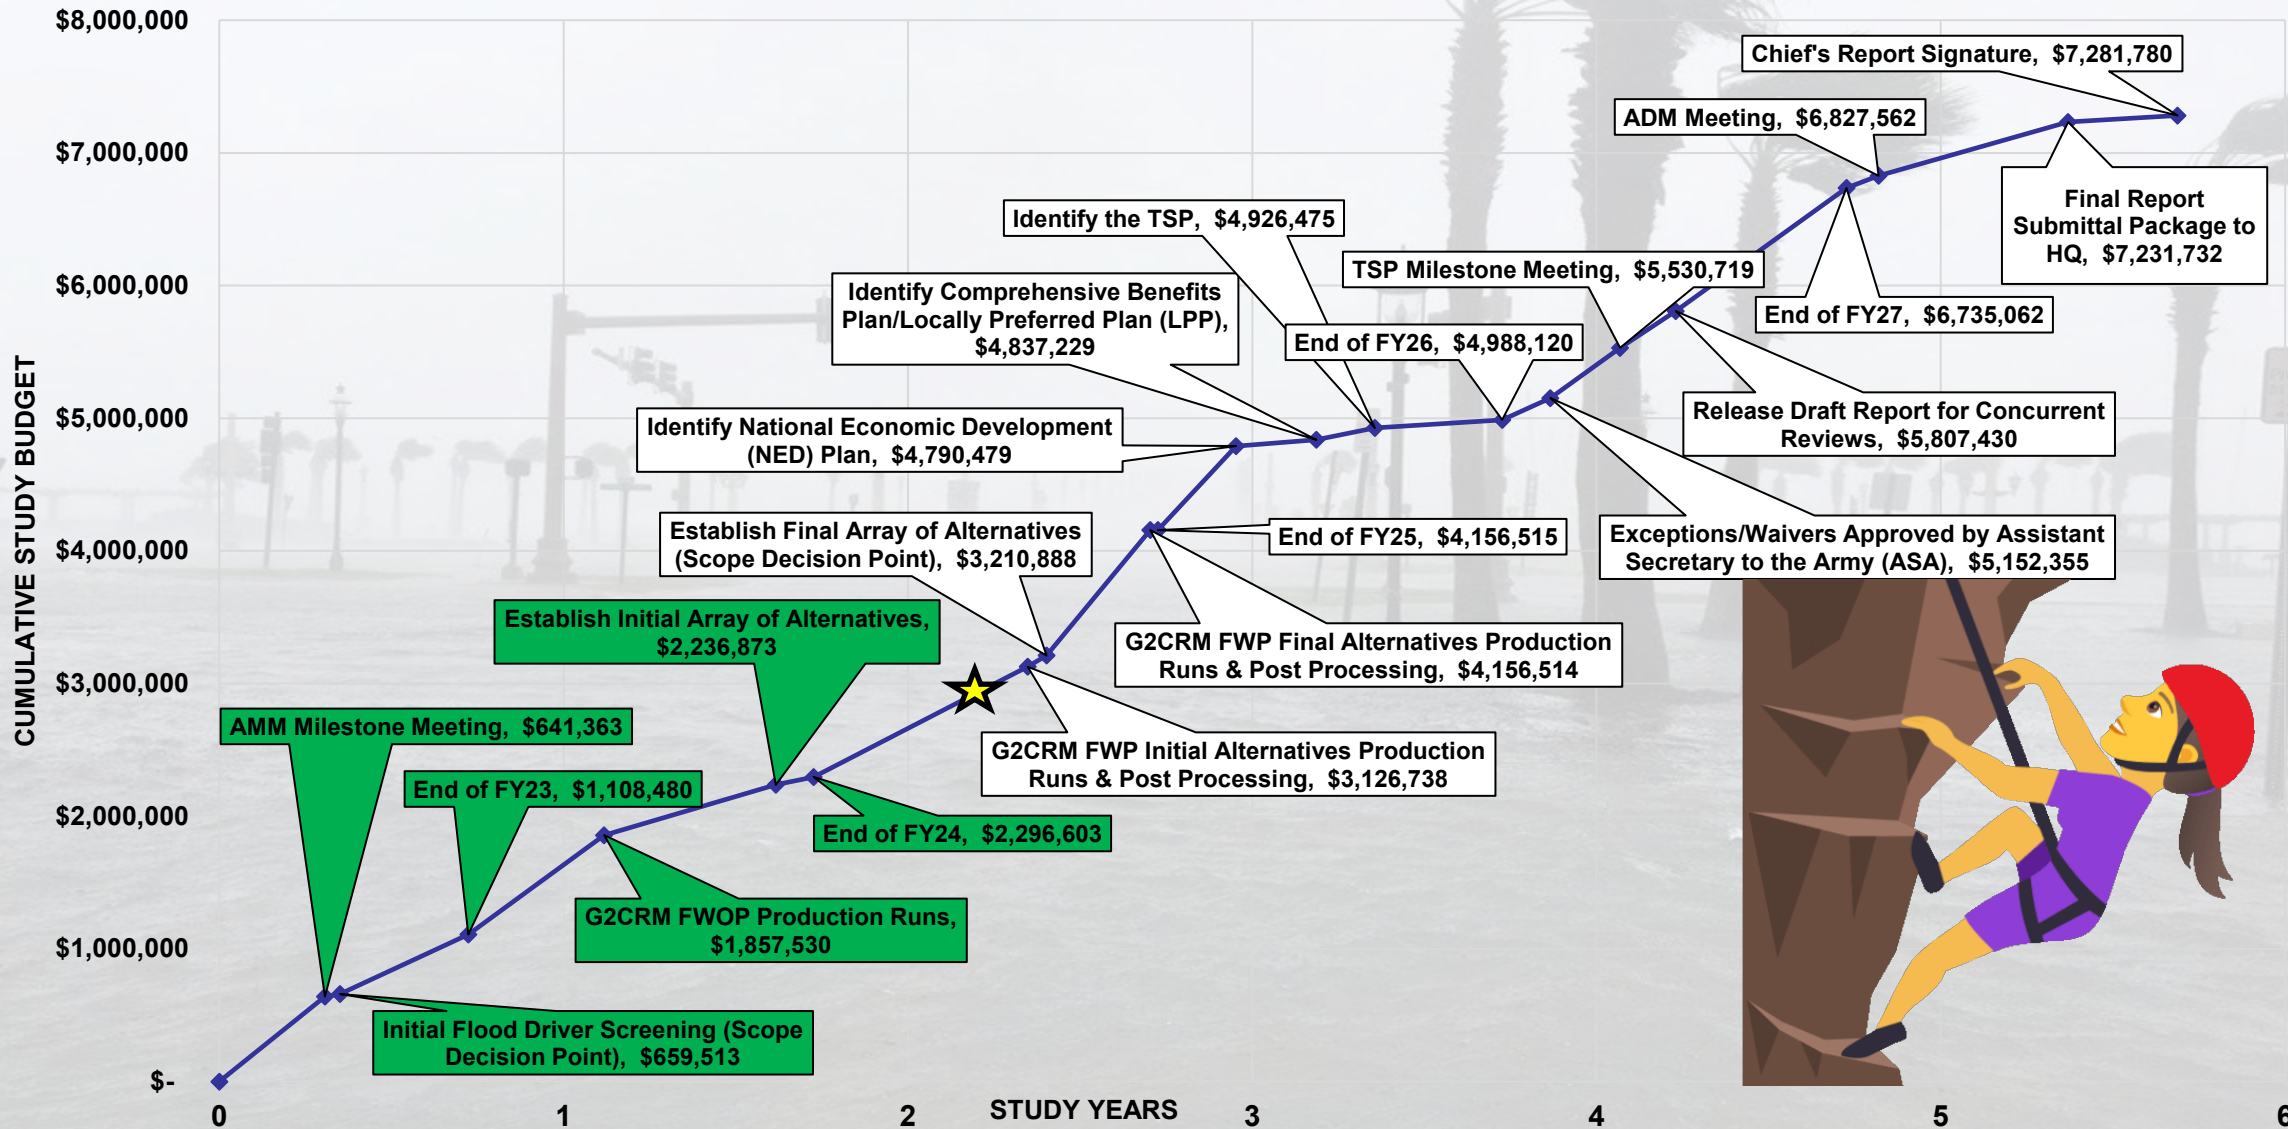 $8,000,000
$7,000,000
$6,000,000
$5,000,000
$4,000,000
$3,000,000
$2,000,000
$1,000,000
$-
CUMULATIVE STUDY BUDGET
0
1
2
3
4
5
6
STUDY YEARS
AMM Milestone Meeting, $641,363
Initial Flood Driver Screening (Scope
Decision Point), $659,513
End of FY23, $1,108,480
G2CRM FWOP Production Runs,
$1,857,530
Establish Initial Array of Alternatives,
$2,236,873
End of FY24, $2,296,603
G2CRM FWP Initial Alternatives Production
Runs & Post Processing, $3,126,738
Establish Final Array of Alternatives
(Scope Decision Point), $3,210,888
G2CRM FWP Final Alternatives Production
Runs & Post Processing, $4,156,514
End of FY25, $4,156,515
Identify National Economic Development
(NED) Plan, $4,790,479
Identify Comprehensive Benefits
Plan/Locally Preferred Plan (LPP),
$4,837,229
Identify the TSP, $4,926,475
End of FY26, $4,988,120
Exceptions/Waivers Approved by Assistant
Secretary to the Army (ASA), $5,152,355
TSP Milestone Meeting, $5,530,719
Release Draft Report for Concurrent
Reviews, $5,807,430
End of FY27, $6,735,062
ADM Meeting, $6,827,562
Final Report
Submittal Package to
HQ, $7,231,732
Chief's Report Signature, $7,281,780